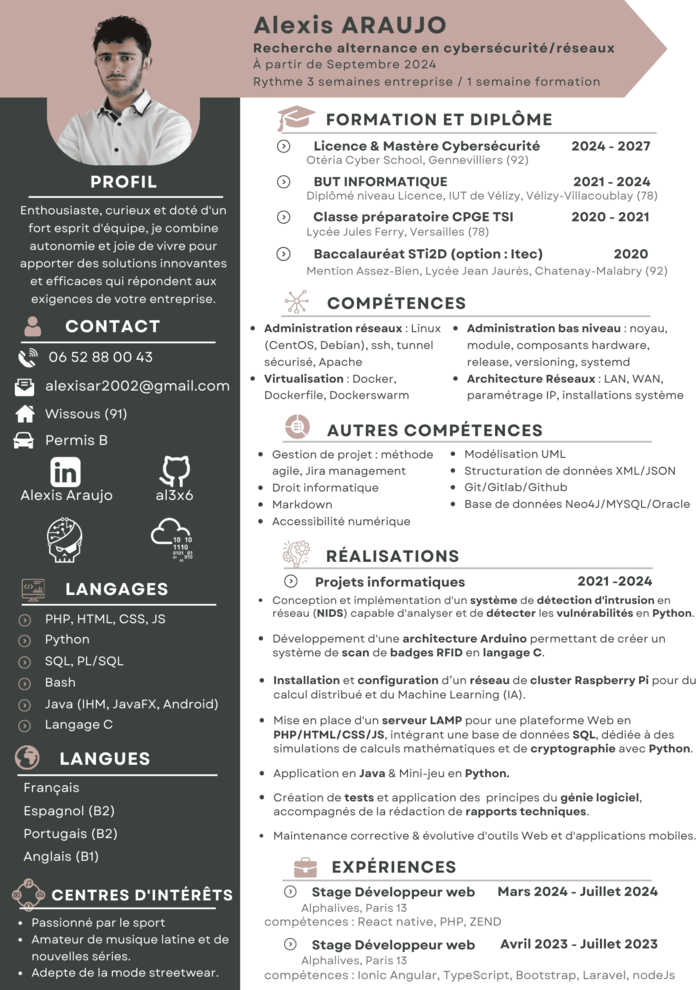 Alexis ARAUJO
Recherche alternance en cybersécurité/réseaux
À partir de Septembre 2024
Rythme 3 semaines entreprise / 1 semaine formation
PROFIL
Enthousiaste, curieux et doté d'un
fort esprit d'équipe, je combine
autonomie et joie de vivre pour
apporter des solutions innovantes
et efficaces qui répondent aux
exigences de votre entreprise.
CONTACT
06 52 88 00 43
alexisar2002@gmail.com
Wissous (91)
Permis B
in
Alexis Araujo
al3x6
10 10
1110
0101 01
01 010
LANGAGES
PHP, HTML, CSS, JS
Python
SQL, PL/SQL
Bash
Java (IHM, JavaFX, Android)
Langage C
LANGUES
Français
Espagnol (B2)
Portugais (B2)
Anglais (B1)
CENTRES D'INTÉRÊTS
• Passionné par le sport
• Amateur de musique latine et de
nouvelles séries.
• Adepte de la mode streetwear.
FORMATION ET DIPLÔME
Licence & Mastère Cybersécurité 2024 - 2027
Otéria Cyber School, Gennevilliers (92)
BUT INFORMATIQUE 2021 - 2024
Diplômé niveau Licence, IUT de Vélizy, Vélizy-Villacoublay (78)
Classe préparatoire CPGE TSI 2020 - 2021
Lycée Jules Ferry, Versailles (78)
Baccalauréat STi2D (option : Itec) 2020
Mention Assez-Bien, Lycée Jean Jaurès, Chatenay-Malabry (92)
COMPÉTENCES
• Administration réseaux : Linux
(CentOS, Debian), ssh, tunnel
sécurisé, Apache
• Virtualisation : Docker,
Dockerfile, Dockerswarm
• Administration bas niveau : noyau,
module, composants hardware,
release, versioning, systemd
• Architecture Réseaux : LAN, WAN,
paramétrage IP, installations système
AUTRES COMPÉTENCES
• Gestion de projet : méthode
agile, Jira management
• Droit informatique
• Markdown
• Accessibilité numérique
• Modélisation UML
• Structuration de données XML/JSON
• Git/Gitlab/Github
• Base de données Neo4J/MYSQL/Oracle
RÉALISATIONS
Projets informatiques 2021 -2024
• Conception et implémentation d'un système de détection d'intrusion en
réseau (NIDS) capable d'analyser et de détecter les vulnérabilités en Python.
• Développement d'une architecture Arduino permettant de créer un
système de scan de badges RFID en langage C.
• Installation et configuration d'un réseau de cluster Raspberry Pi pour du
calcul distribué et du Machine Learning (IA).
• Mise en place d'un serveur LAMP pour une plateforme Web en
PHP/HTML/CSS/JS, intégrant une base de données SQL, dédiée à des
simulations de calculs mathématiques et de cryptographie avec Python.
• Application en Java & Mini-jeu en Python.
• Création de tests et application des principes du génie logiciel,
accompagnés de la rédaction de rapports techniques.
• Maintenance corrective & évolutive d'outils Web et d'applications mobiles.
EXPÉRIENCES
Stage Développeur web Mars 2024 - Juillet 2024
Alphalives, Paris 13
compétences : React native, PHP, ZEND
Stage Développeur web Avril 2023 - Juillet 2023
Alphalives, Paris 13
compétences : Ionic Angular, TypeScript, Bootstrap, Laravel, nodeJs